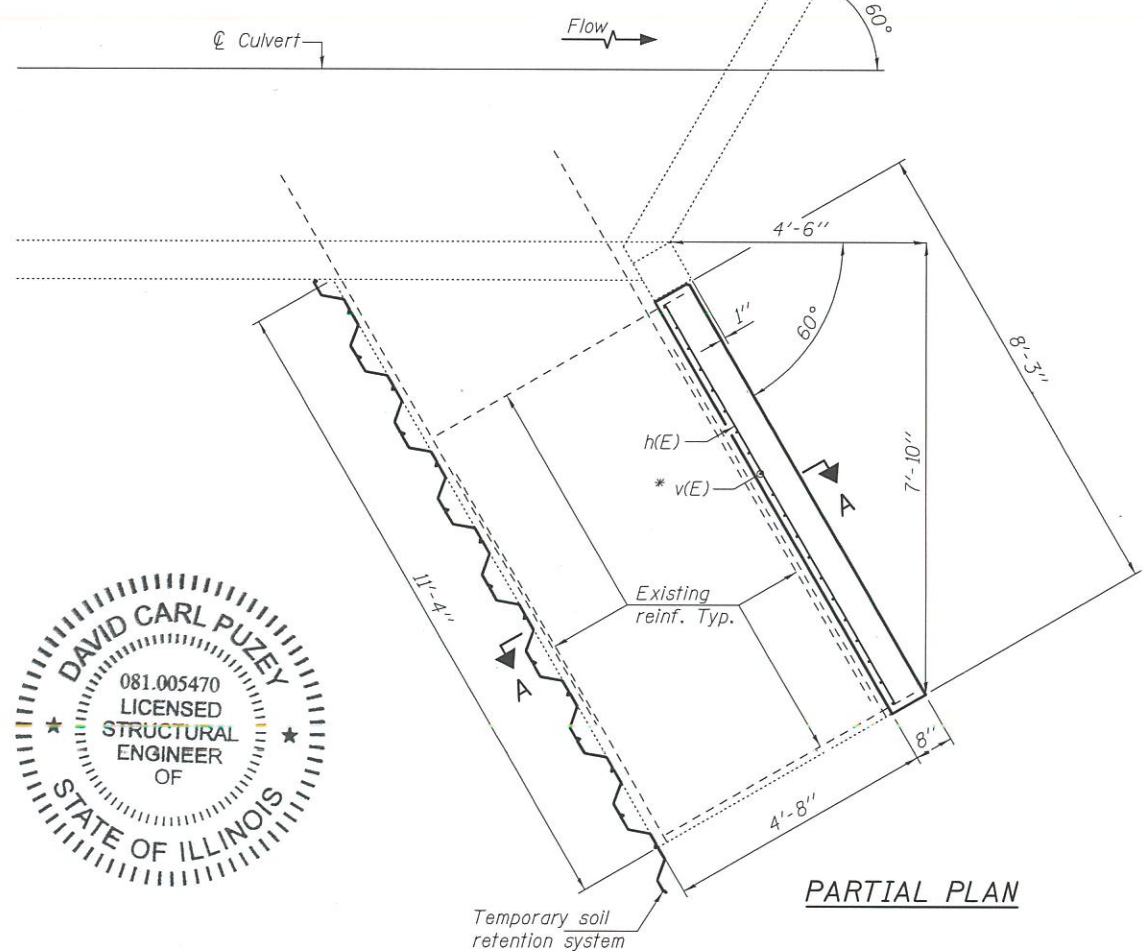 ℄ Culvert
Flow
60°
4'-6"
1"
60°
8'-3"
7'-10"
h(E)
* v(E)
A
11'-4"
Existing
reinf. Typ.
A
8"
4'-8"
Temporary soil
retention system
PARTIAL PLAN
DAVID CARL PUZEY
081.005470
LICENSED
STRUCTURAL
ENGINEER
OF
STATE OF ILLINOIS